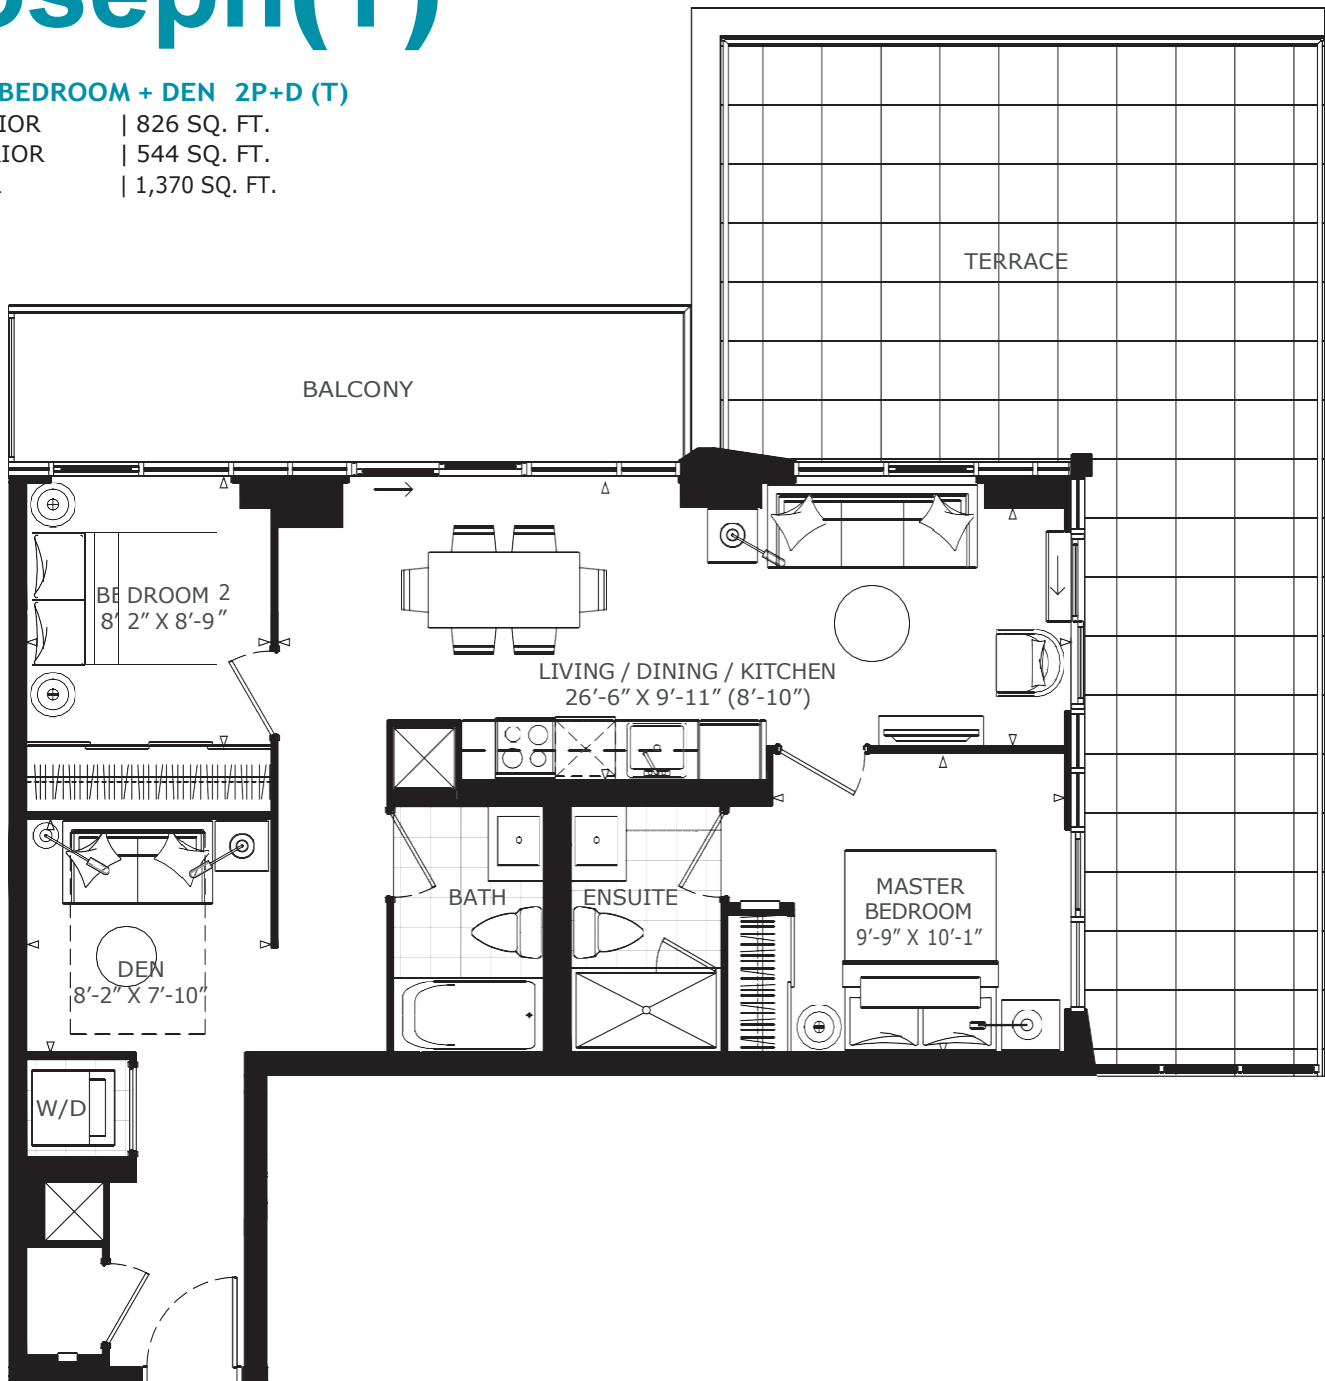 oseph(T)
BEDROOM + DEN 2P+D (T)
IOR | 826 SQ. FT.
RIOR | 544 SQ. FT.
| 1,370 SQ. FT.
TERRACE
BALCONY
BEDROOM 2
8' 2" X 8'-9"
LIVING / DINING / KITCHEN
26'-6" X 9'-11" (8'-10")
BATH
ENSUITE
MASTER
BEDROOM
9'-9" X 10'-1"
DEN
8'-2" X 7'-10"
W/D